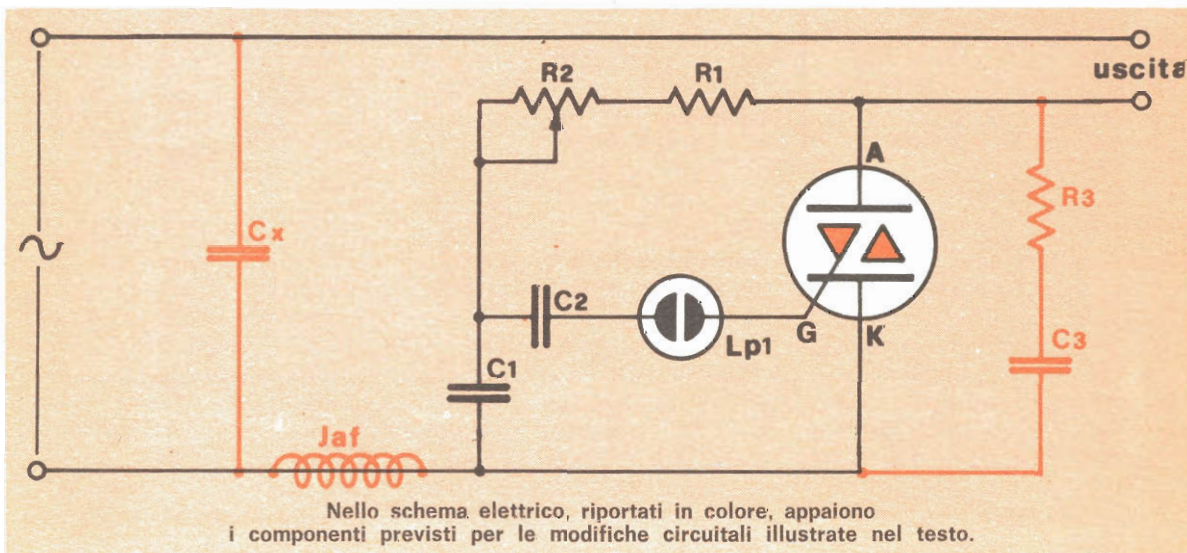 R2
R1
uscita
A
Cx
R3
C2
Lp1
G
K
C1
C3
Jaf
Nello schema elettrico, riportati in colore, appaiono
i componenti previsti per le modifiche circuitali illustrate nel testo.